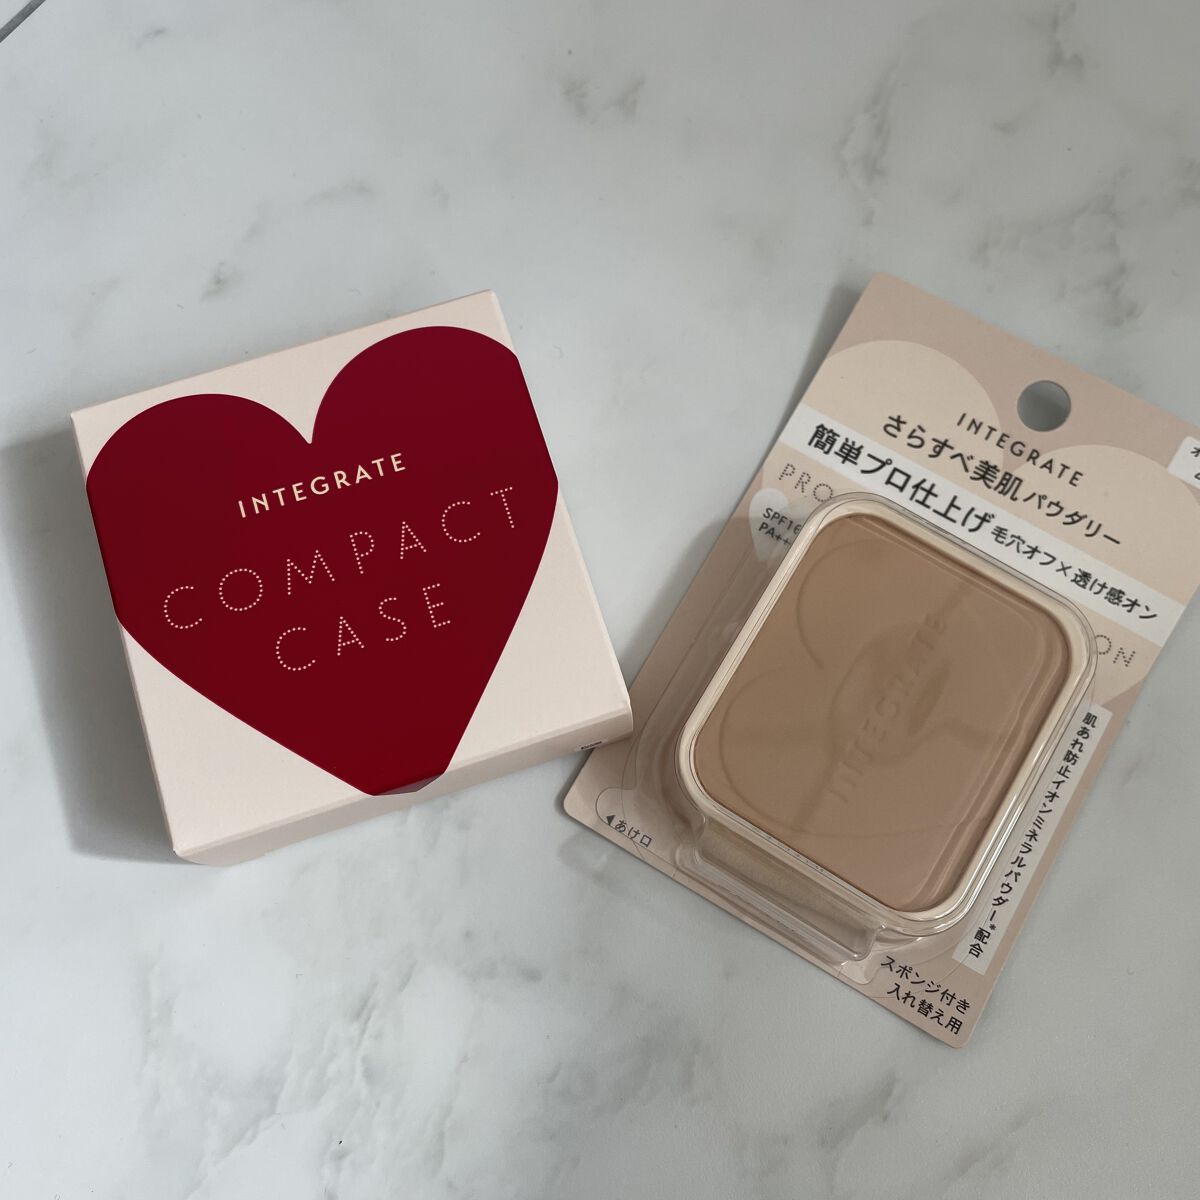 INTEGRATE
COMPACT
CASE
INTEGRATE
さらすべ美肌パウダリー
簡単プロ仕上げ 毛穴オフ×透け感オン
PRO
SPF16
PA++
ON
INTEGRATE
肌あれ防止イオンミネラルパウダー*配合
◀あけ口
スポンジ付き
入れ替え用